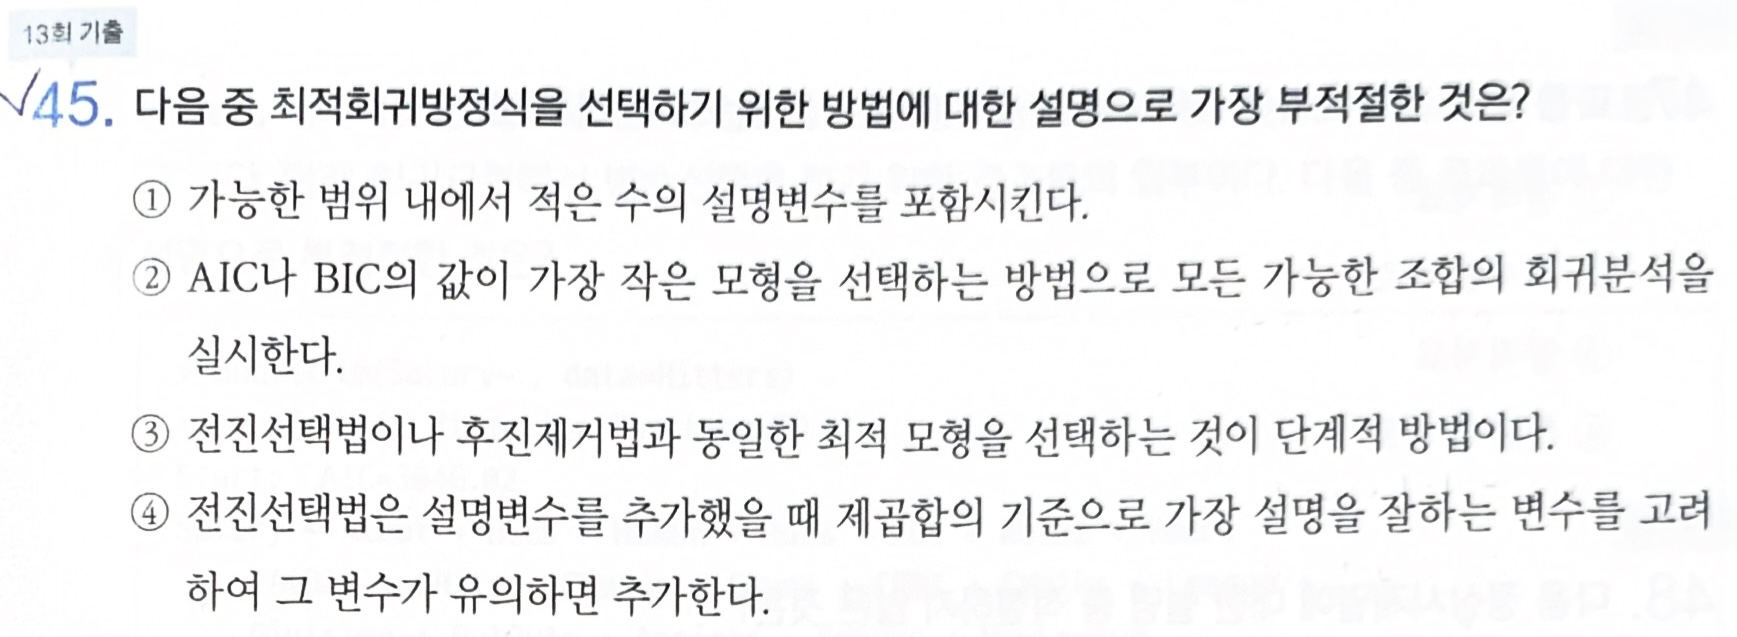 13회 기출
45. 다음 중 최적회귀방정식을 선택하기 위한 방법에 대한 설명으로 가장 부적절한 것은?
① 가능한 범위 내에서 적은 수의 설명변수를 포함시킨다.
② AIC나 BIC의 값이 가장 작은 모형을 선택하는 방법으로 모든 가능한 조합의 회귀분석을
실시한다.
③ 전진선택법이나 후진제거법과 동일한 최적 모형을 선택하는 것이 단계적 방법이다.
④ 전진선택법은 설명변수를 추가했을 때 제곱합의 기준으로 가장 설명을 잘하는 변수를 고려
하여 그 변수가 유의하면 추가한다.